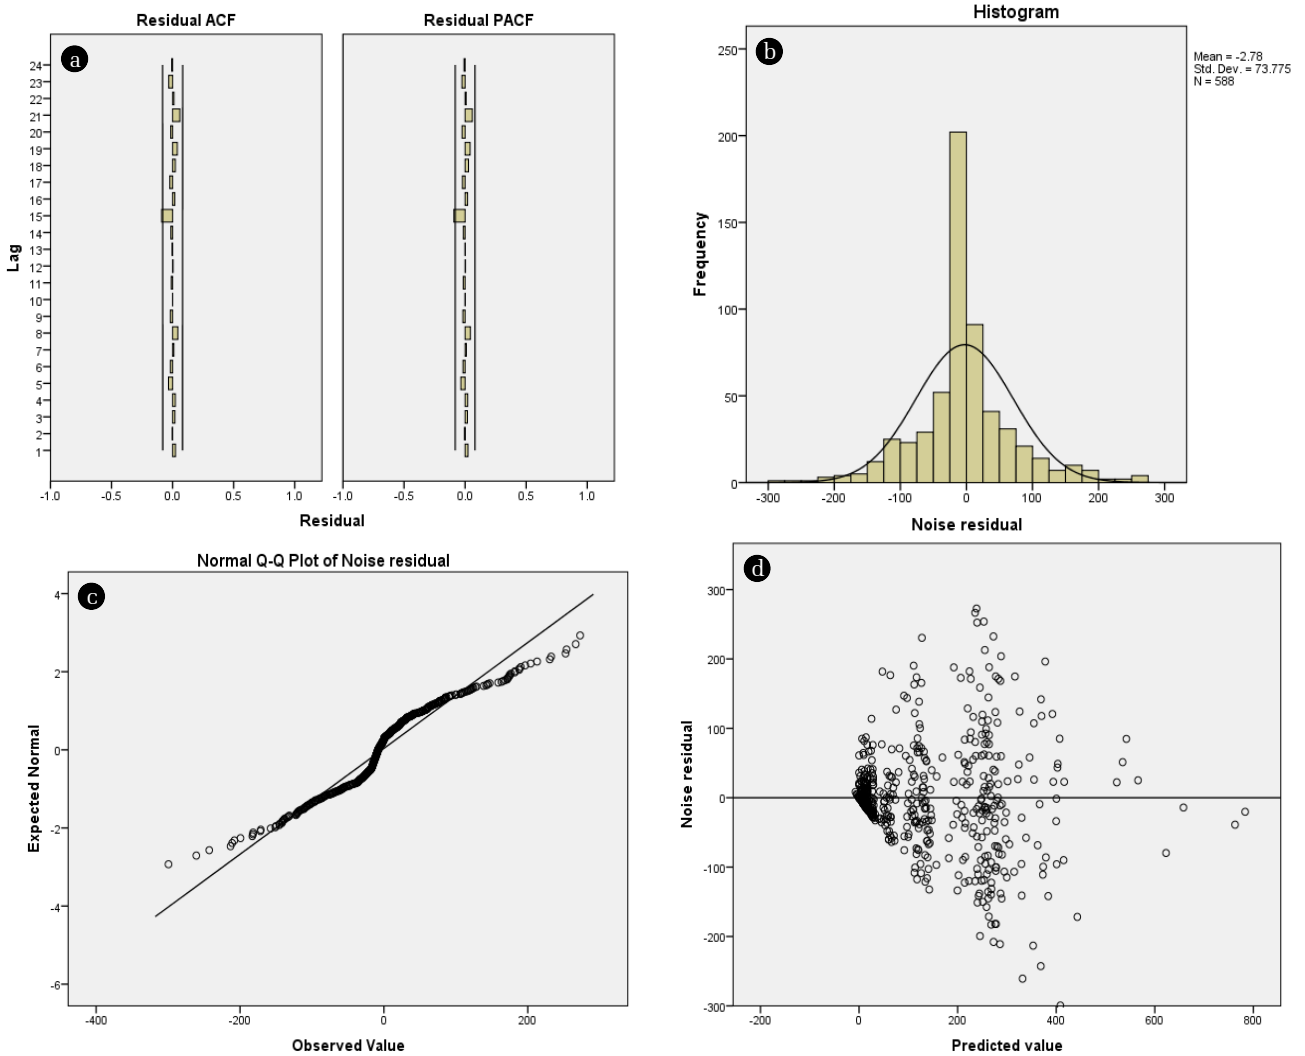 Residual ACF
Residual PACF
a
24
23
22
21
20
19
18
17
16
15
14
13
12
11
10
9
8
7
6
5
4
3
2
1
Lag
-1.0 -0.5 0.0 0.5 1.0
-1.0 -0.5 0.0 0.5 1.0
Residual
Histogram
b
Mean = -2.78
Std. Dev. = 73.775
N = 588
250
200
150
100
50
0
Frequency
-300 -200 -100 0 100 200 300
Noise residual
Normal Q-Q Plot of Noise residual
c
4
2
0
-2
-4
-6
Expected Normal
-400 -200 0 200
Observed Value
d
300
200
100
0
-100
-200
-300
Noise residual
-200 0 200 400 600 800
Predicted value